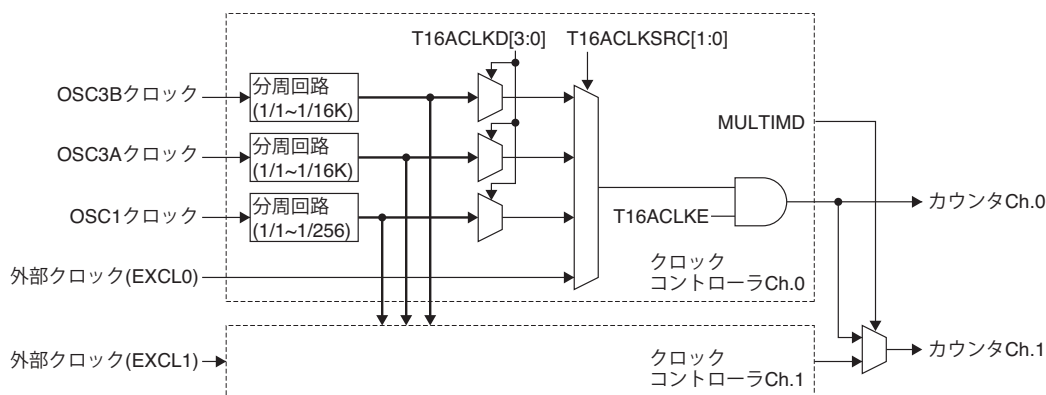 T16ACLKD[3:0] T16ACLKSRC[1:0]
OSC3Bクロック
分周回路
(1/1~1/16K)
MULTIMD
OSC3Aクロック
分周回路
(1/1~1/16K)
OSC1クロック
分周回路
(1/1~1/256)
T16ACLKE
カウンタCh.0
外部クロック(EXCL0)
クロック
コントローラCh.0
外部クロック(EXCL1)
クロック
コントローラCh.1
カウンタCh.1